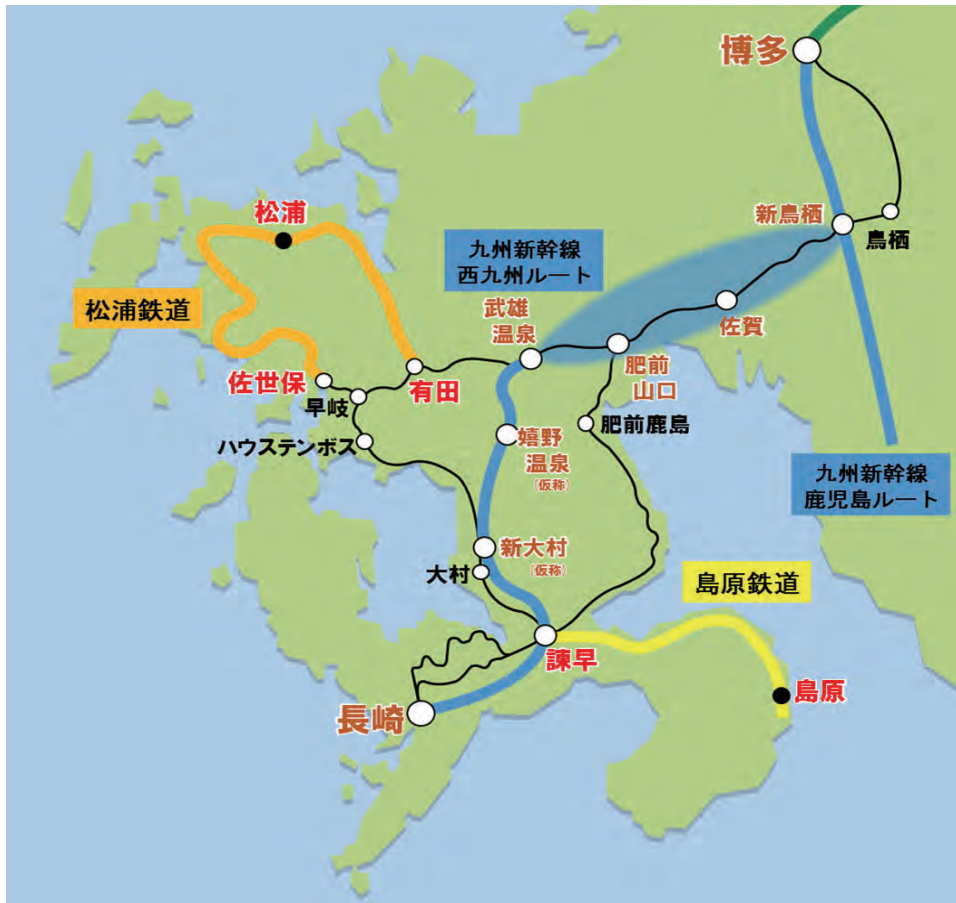 博多
松浦
新鳥栖
鳥栖
九州新幹線
西九州ルート
松浦鉄道
武雄
温泉
佐賀
佐世保
有田
肥前
山口
早岐
ハウステンボス
肥前鹿島
嬉野
温泉
(仮称)
九州新幹線
鹿児島ルート
新大村
(仮称)
大村
島原鉄道
諫早
島原
長崎